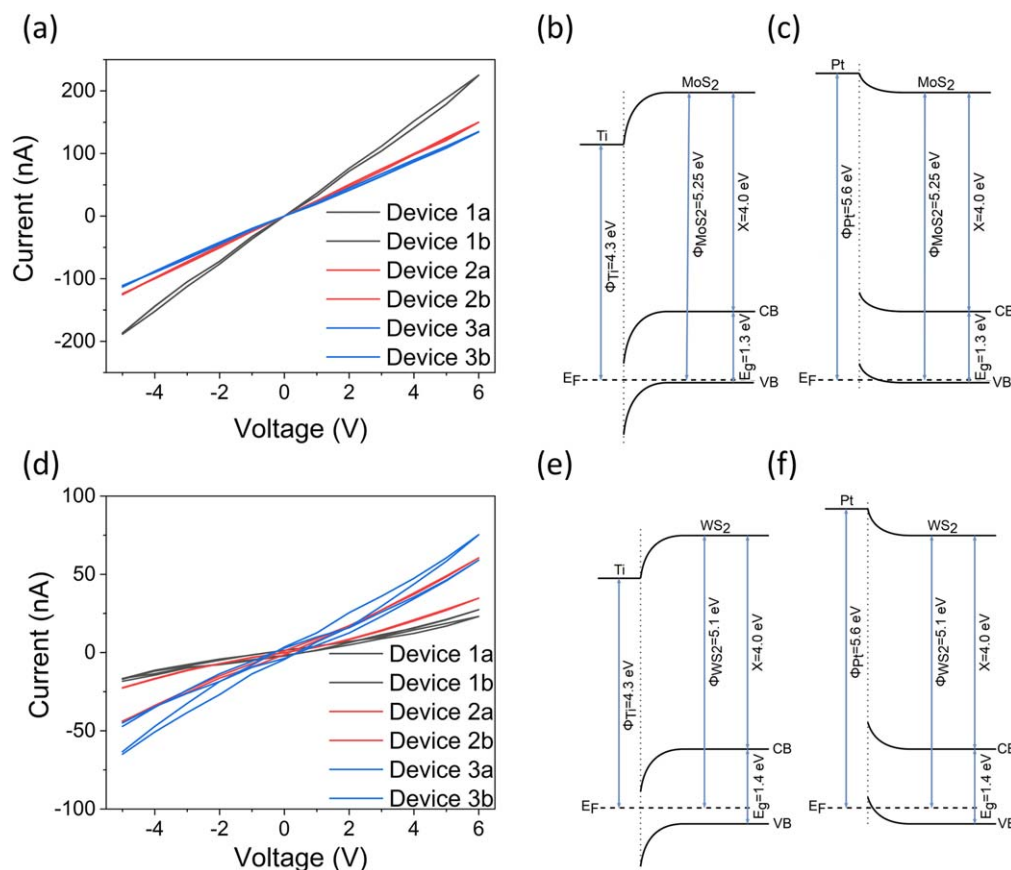 (a)
200
100
0
-100
-200
Current (nA)
-4
-2
0
2
4
6
Voltage (V)
Device 1a
Device 1b
Device 2a
Device 2b
Device 3a
Device 3b
(b)
Ti
MoS2
ΦTi=4.3 eV
ΦMoS2=5.25 eV
X=4.0 eV
CB
Eg=1.3 eV
EF
VB
(c)
Pt
MoS2
ΦPt=5.6 eV
ΦMoS2=5.25 eV
X=4.0 eV
CB
Eg=1.3 eV
EF
VB
(d)
100
50
0
-50
-100
Current (nA)
-4
-2
0
2
4
6
Voltage (V)
Device 1a
Device 1b
Device 2a
Device 2b
Device 3a
Device 3b
(e)
Ti
WS2
ΦTi=4.3 eV
ΦWS2=5.1 eV
X=4.0 eV
CB
Eg=1.4 eV
EF
VB
(f)
Pt
WS2
ΦPt=5.6 eV
ΦWS2=5.1 eV
X=4.0 eV
CB
Eg=1.4 eV
EF
VB